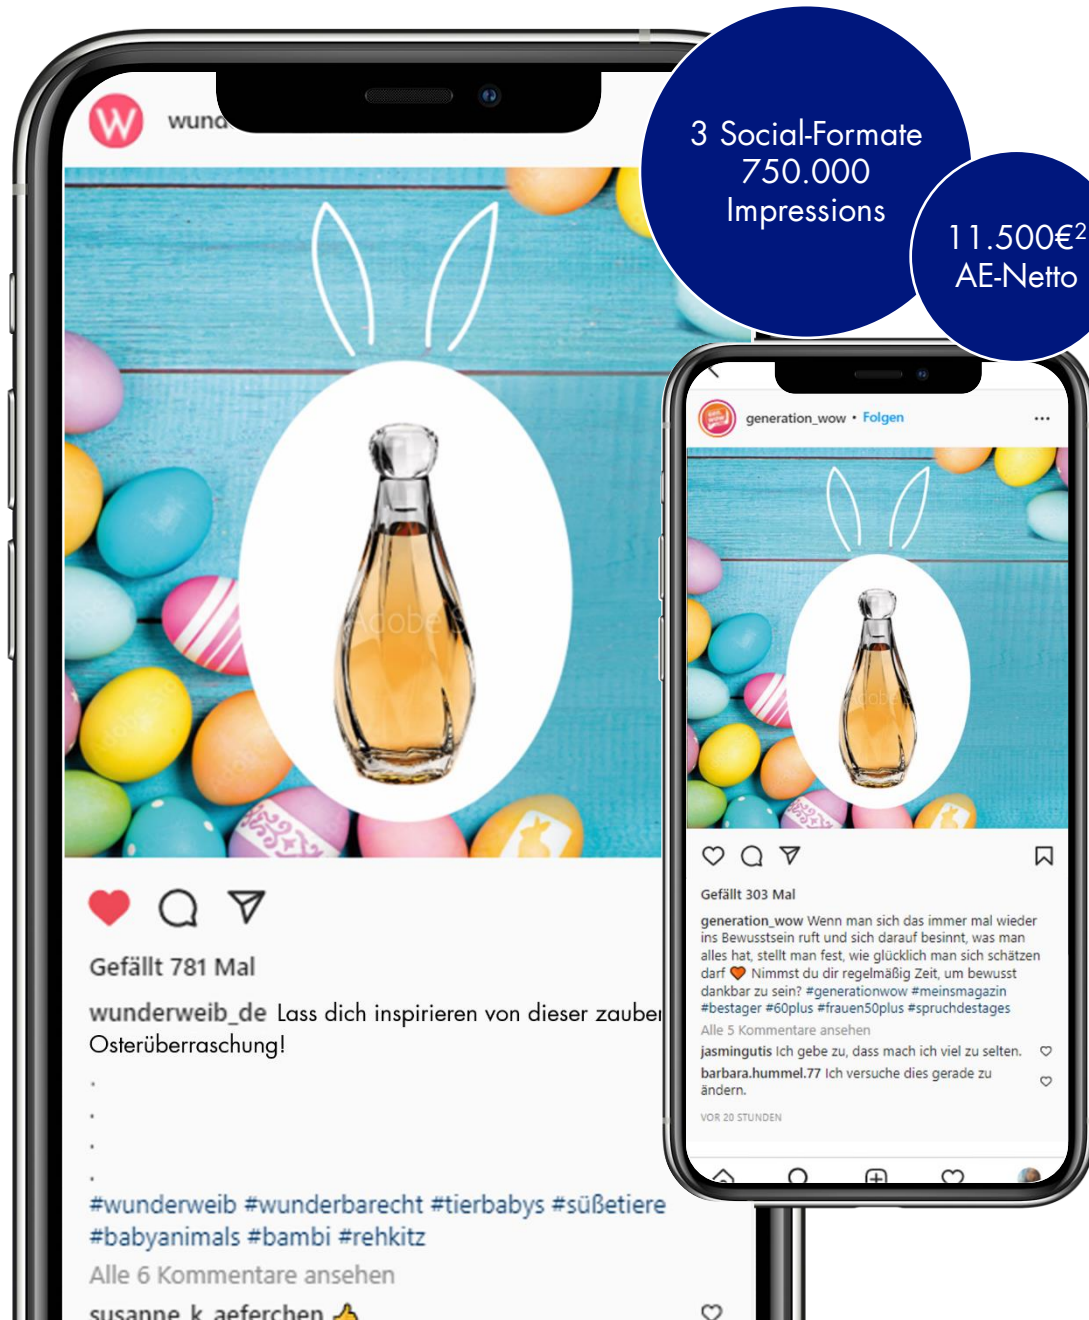 W
3 Social-Formate
750.000
Impressions
11.500€²
AE-Netto
Gefällt 781 Mal
wunderweib_de Lass dich inspirieren von dieser
Osterüberraschung!
.
.
.
.
#wunderweib #wunderbarecht #tierbabys #süßetiere
#babyanimals #bambi #rehkitz
Alle 6 Kommentare ansehen
susanne_k_aeferchen 👍
generation_wow • Folgen
Gefällt 303 Mal
generation_wow Wenn man sich das immer mal wieder
ins Bewusstsein ruft und sich darauf besinnt, was man
alles hat, stellt man fest, wie glücklich man sich schätzen
darf 🧡 Nimmst du dir regelmäßig Zeit, um bewusst
dankbar zu sein? #generationwow #meinsmagazin
#bestager #60plus #frauen50plus #spruchdestages
Alle 5 Kommentare ansehen
jasmingutis Ich gebe zu, dass mach ich viel zu selten.
barbara.hummel.77 Ich versuche dies gerade zu
ändern.
VOR 20 STUNDEN